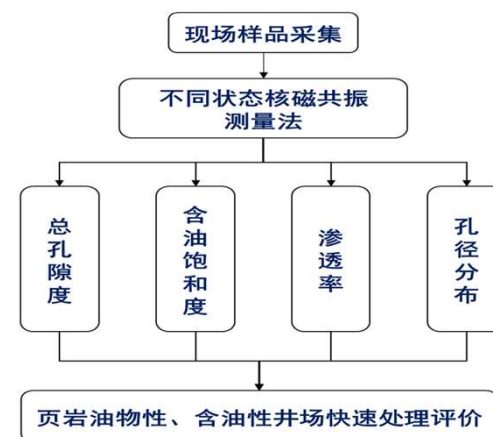 现场样品采集
不同状态核磁共振
测量法
总孔隙度
含油饱和度
渗透率
孔径分布
页岩油物性、含油性井场快速处理评价